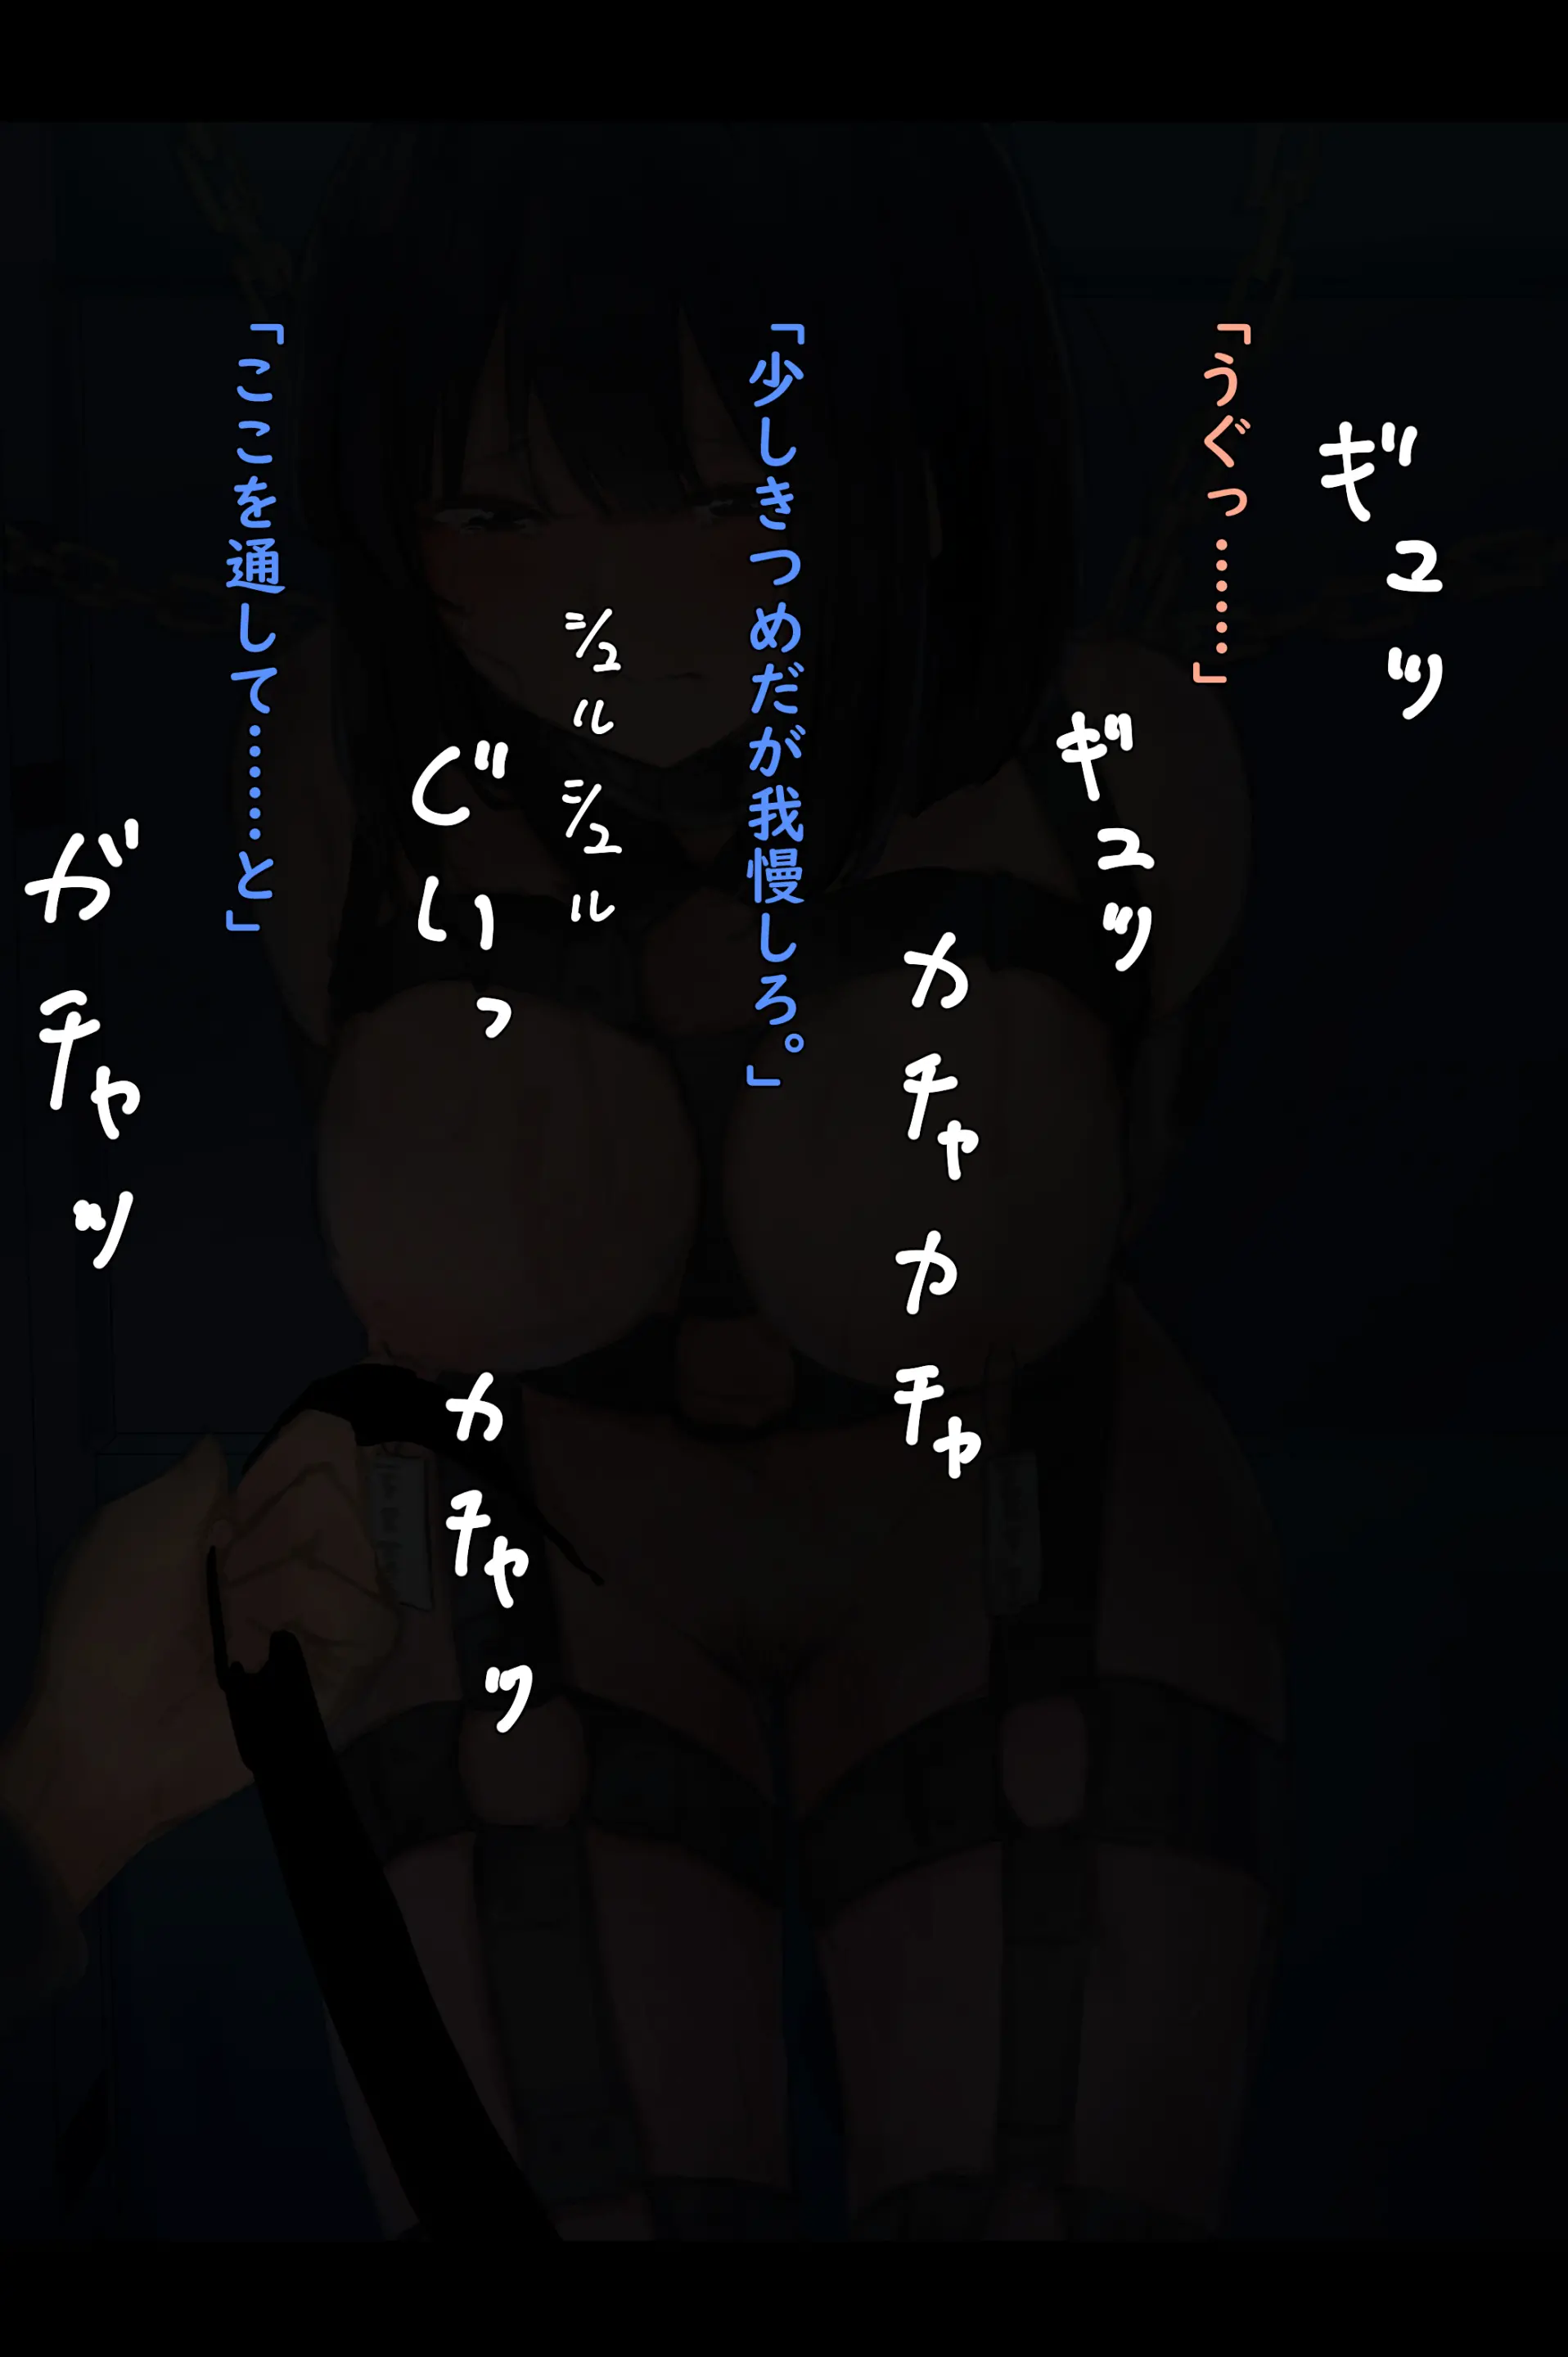 ギュッ
「うぐっ………」
ギュッ
カチャカチャ
「少しきつめだが我慢しろ。」
シュルシュル
ぐいっ
カチャッ
「ここを通して………と」
ガチャッ